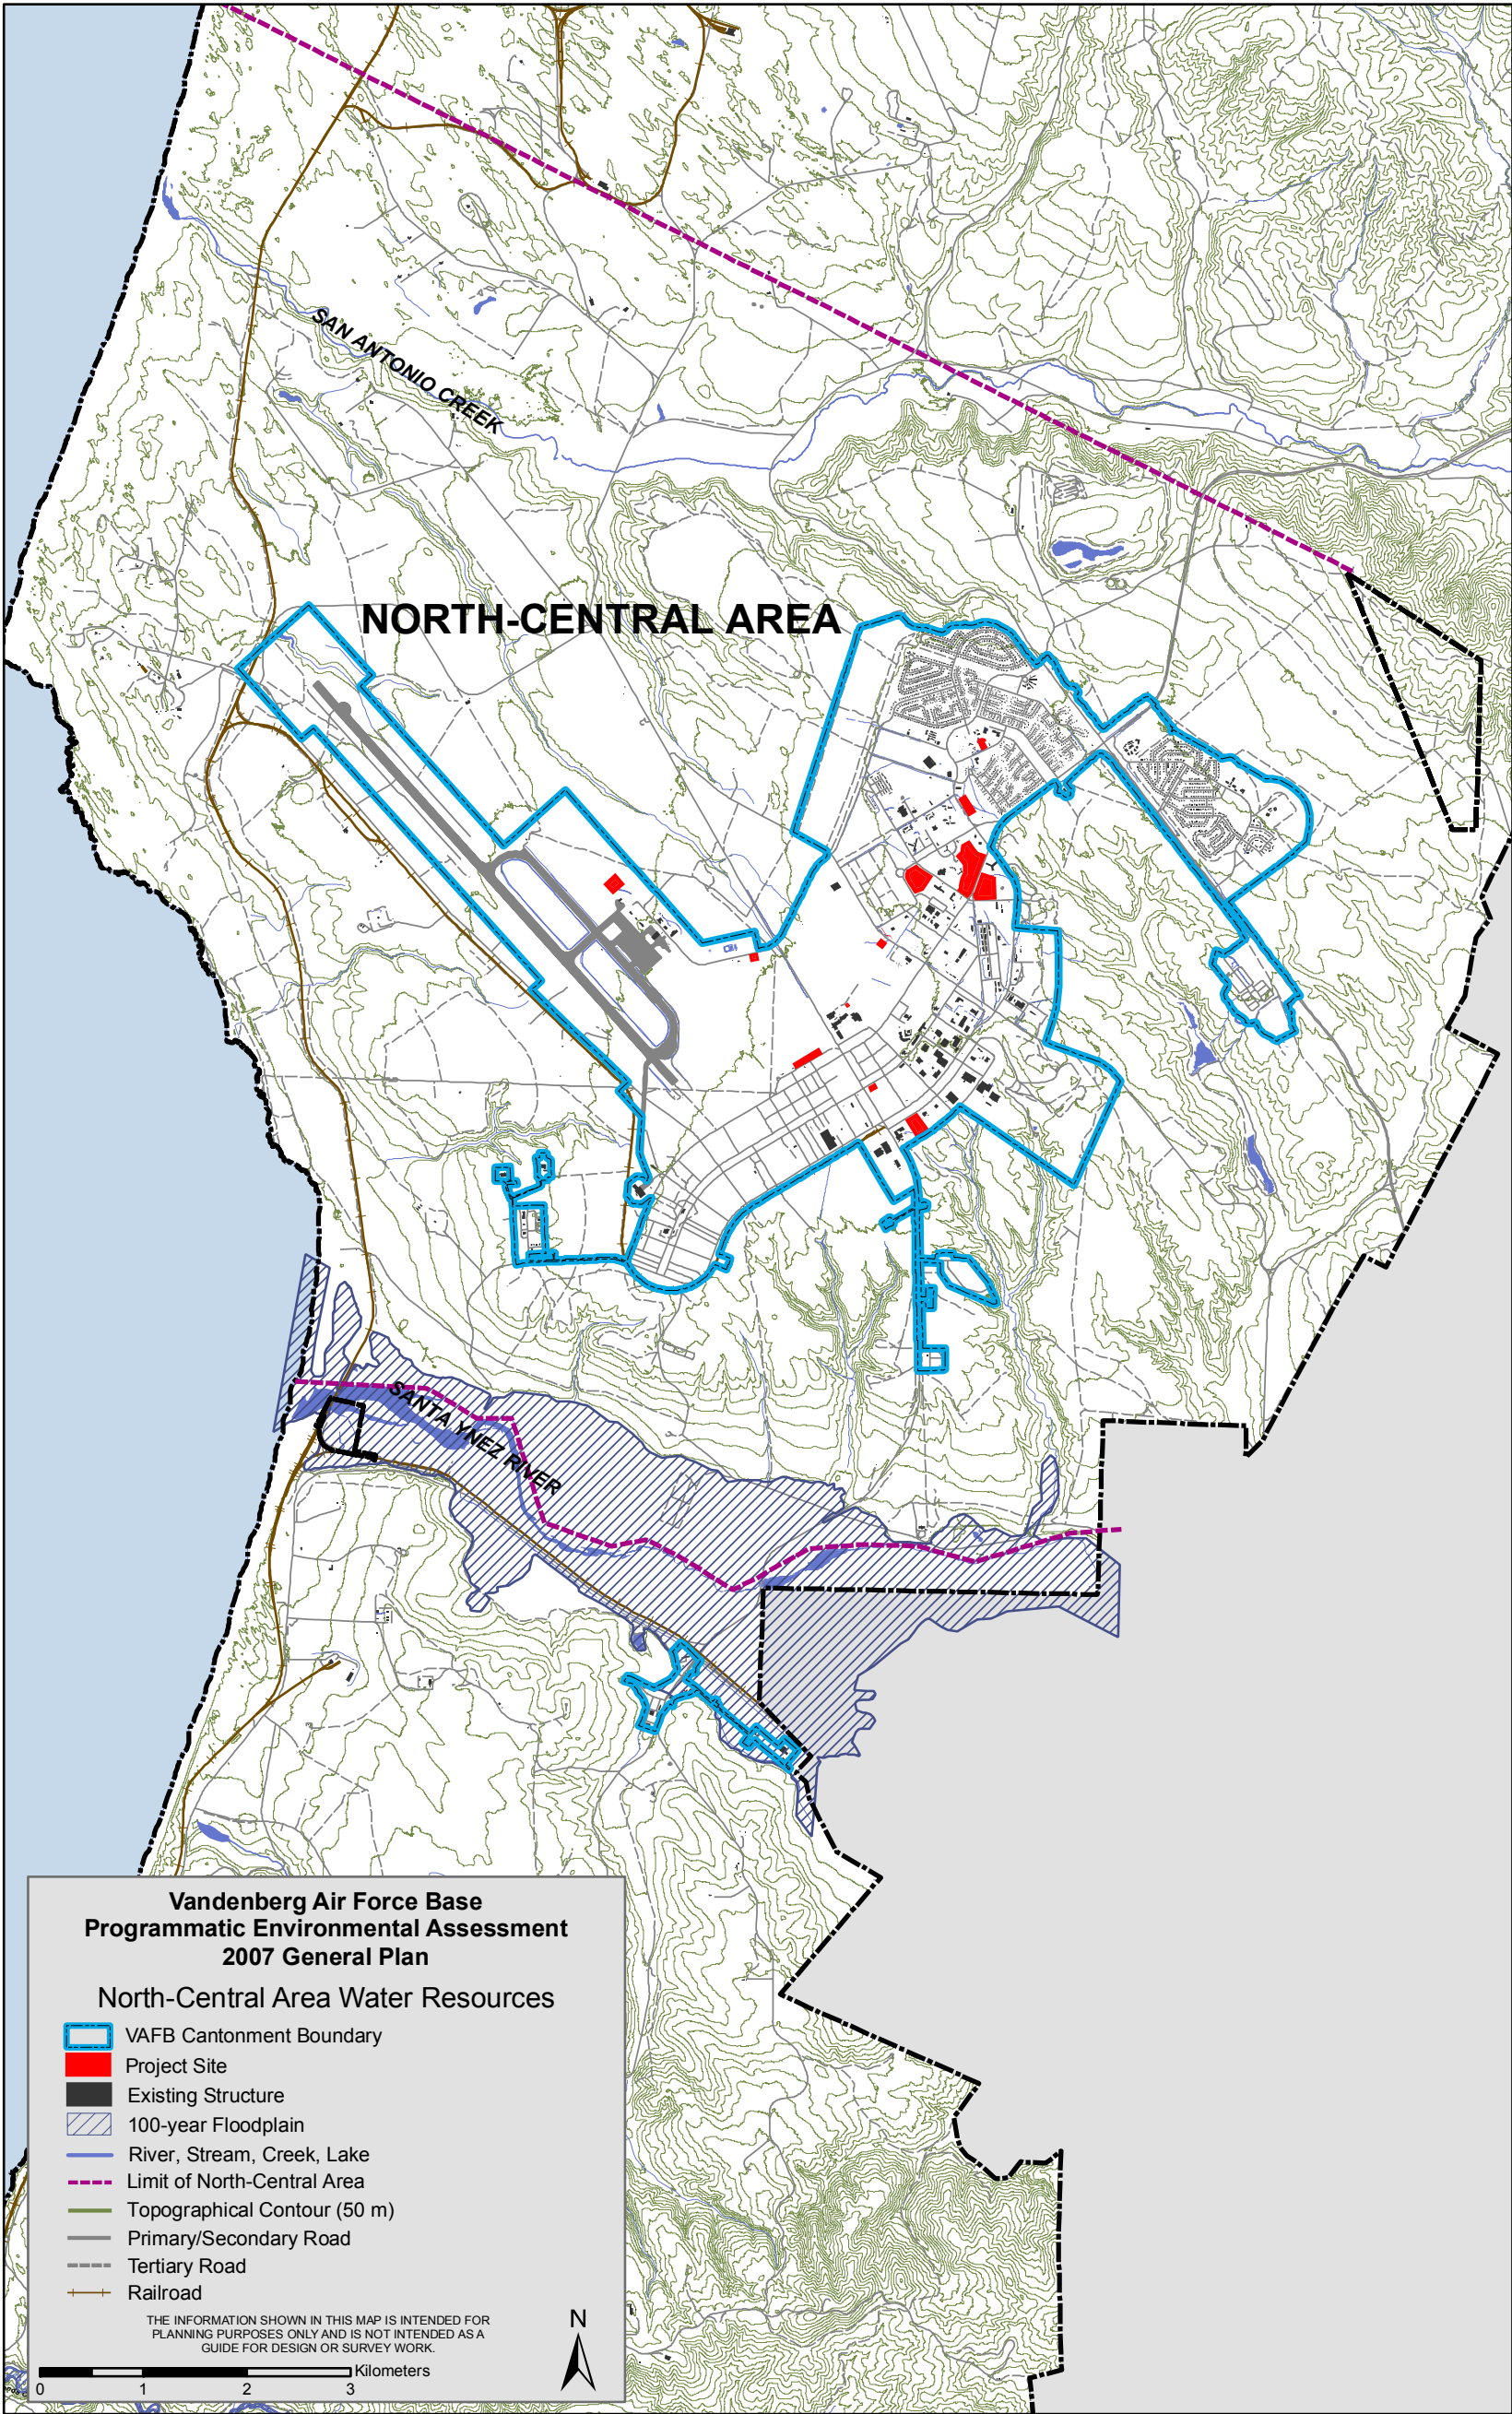 SAN ANTONIO CREEK
NORTH-CENTRAL AREA
SANTA YNEZ RIVER
Vandenberg Air Force Base
Programmatic Environmental Assessment
2007 General Plan
North-Central Area Water Resources
VAFB Cantonment Boundary
Project Site
Existing Structure
100-year Floodplain
River, Stream, Creek, Lake
Limit of North-Central Area
Topographical Contour (50 m)
Primary/Secondary Road
Tertiary Road
Railroad
THE INFORMATION SHOWN IN THIS MAP IS INTENDED FOR
PLANNING PURPOSES ONLY AND IS NOT INTENDED AS A
GUIDE FOR DESIGN OR SURVEY WORK.
N
Kilometers
0 1 2 3